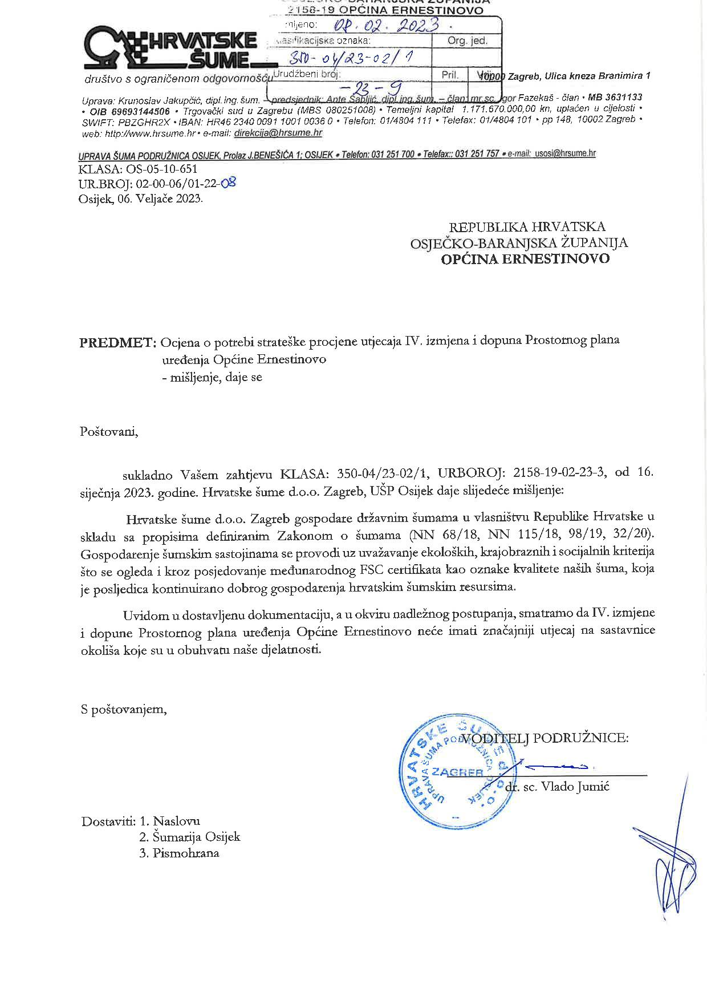 2158-19 OPĆINA ERNESTINOVO
08. 02. 2023.
oznaka: Org. jed.
350-04/23-02/1
HRVATSKE
ŠUME
društvo s ograničenom odgovornošću
Urudžbeni broj: Pril.
-23-9
Zagreb, Ulica kneza Branimira 1
Uprava: Krunoslav Jakupčić, dipl.ing. šum. – predsjednik; Ante Sabljić, dipl.ing.šum. – član; mr.sc. Igor Fazekaš - član • MB 3631133
• OIB 69693144506 • Trgovački sud u Zagrebu (MBS 080251008) • Temeljni kapital 1.171.670.000,00 kn, uplaćen u cijelosti •
SWIFT: PBZGHR2X • IBAN: HR46 2340 0091 1001 0036 0 • Telefon: 01/4804 111 • Telefax: 01/4804 101 • pp 148, 10002 Zagreb •
web: http://www.hrsume.hr • e-mail: direkcija@hrsume.hr
UPRAVA ŠUMA PODRUŽNICA OSIJEK, Prolaz J.BENEŠIĆA 1; OSIJEK • Telefon: 031 251 700 • Telefax:: 031 251 757 • e-mail: usosi@hrsume.hr
KLASA: OS-05-10-651
UR.BROJ: 02-00-06/01-22-08
Osijek, 06. Veljače 2023.
REPUBLIKA HRVATSKA
OSJEČKO-BARANJSKA ŽUPANIJA
OPĆINA ERNESTINOVO
PREDMET: Ocjena o potrebi strateške procjene utjecaja IV. izmjena i dopuna Prostornog plana
uređenja Općine Ernestinovo
- mišljenje, daje se
Poštovani,
sukladno Vašem zahtjevu KLASA: 350-04/23-02/1, URBOROJ: 2158-19-02-23-3, od 16.
siječnja 2023. godine. Hrvatske šume d.o.o. Zagreb, UŠP Osijek daje slijedeće mišljenje:
Hrvatske šume d.o.o. Zagreb gospodare državnim šumama u vlasništvu Republike Hrvatske u
skladu sa propisima definiranim Zakonom o šumama (NN 68/18, NN 115/18, 98/19, 32/20).
Gospodarenje šumskim sastojinama se provodi uz uvažavanje ekoloških, krajobraznih i socijalnih kriterija
što se ogleda i kroz posjedovanje međunarodnog FSC certifikata kao oznake kvalitete naših šuma, koja
je posljedica kontinuirano dobrog gospodarenja hrvatskim šumskim resursima.
Uvidom u dostavljenu dokumentaciju, a u okviru nadležnog postupanja, smatramo da IV. izmjene
i dopune Prostornog plana uređenja Općine Ernestinovo neće imati značajniji utjecaj na sastavnice
okoliša koje su u obuhvatu naše djelatnosti.
S poštovanjem,
VODITELJ PODRUŽNICE:
HRVATSKE ŠUME d.o.o.
UPRAVA ŠUMA PODRUŽNICA OSIJEK
ZAGREB
dr. sc. Vlado Jumić
Dostaviti: 1. Naslovu
2. Šumarija Osijek
3. Pismohrana